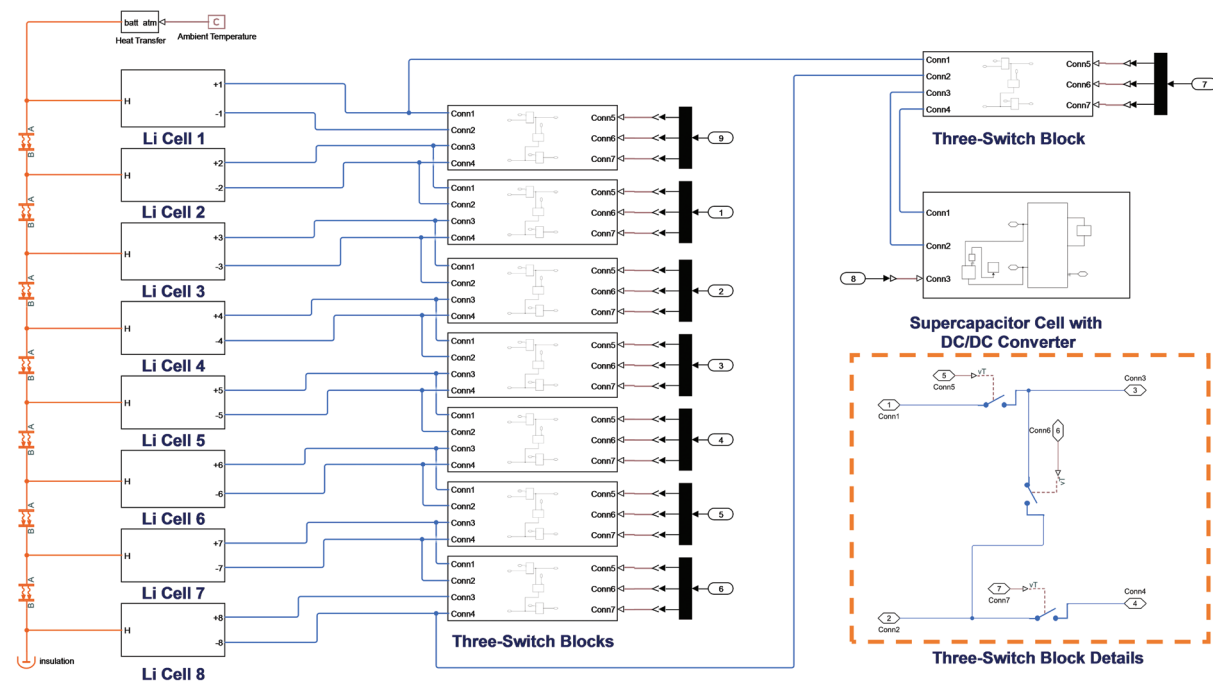 batt atm
C
Heat Transfer
Ambient Temperature
H
+1
-1
Li Cell 1
H
+2
-2
Li Cell 2
H
+3
-3
Li Cell 3
H
+4
-4
Li Cell 4
H
+5
-5
Li Cell 5
H
+6
-6
Li Cell 6
H
+7
-7
Li Cell 7
H
+8
-8
Li Cell 8
A
B
A
B
A
B
A
B
A
B
A
B
A
B
insulation
Conn1
Conn2
Conn3
Conn4
Conn5
Conn6
Conn7
9
Conn1
Conn2
Conn3
Conn4
Conn5
Conn6
Conn7
1
Conn1
Conn2
Conn3
Conn4
Conn5
Conn6
Conn7
2
Conn1
Conn2
Conn3
Conn4
Conn5
Conn6
Conn7
3
Conn1
Conn2
Conn3
Conn4
Conn5
Conn6
Conn7
4
Conn1
Conn2
Conn3
Conn4
Conn5
Conn6
Conn7
5
Conn1
Conn2
Conn3
Conn4
Conn5
Conn6
Conn7
6
Three-Switch Blocks
Conn1
Conn2
Conn3
Conn4
Conn5
Conn6
Conn7
7
Three-Switch Block
Conn1
Conn2
Conn3
8
Supercapacitor Cell with
DC/DC Converter
5
Conn5
vT
Conn3
3
1
Conn1
Conn6
6
vT
7
Conn7
vT
Conn4
4
2
Conn2
Three-Switch Block Details